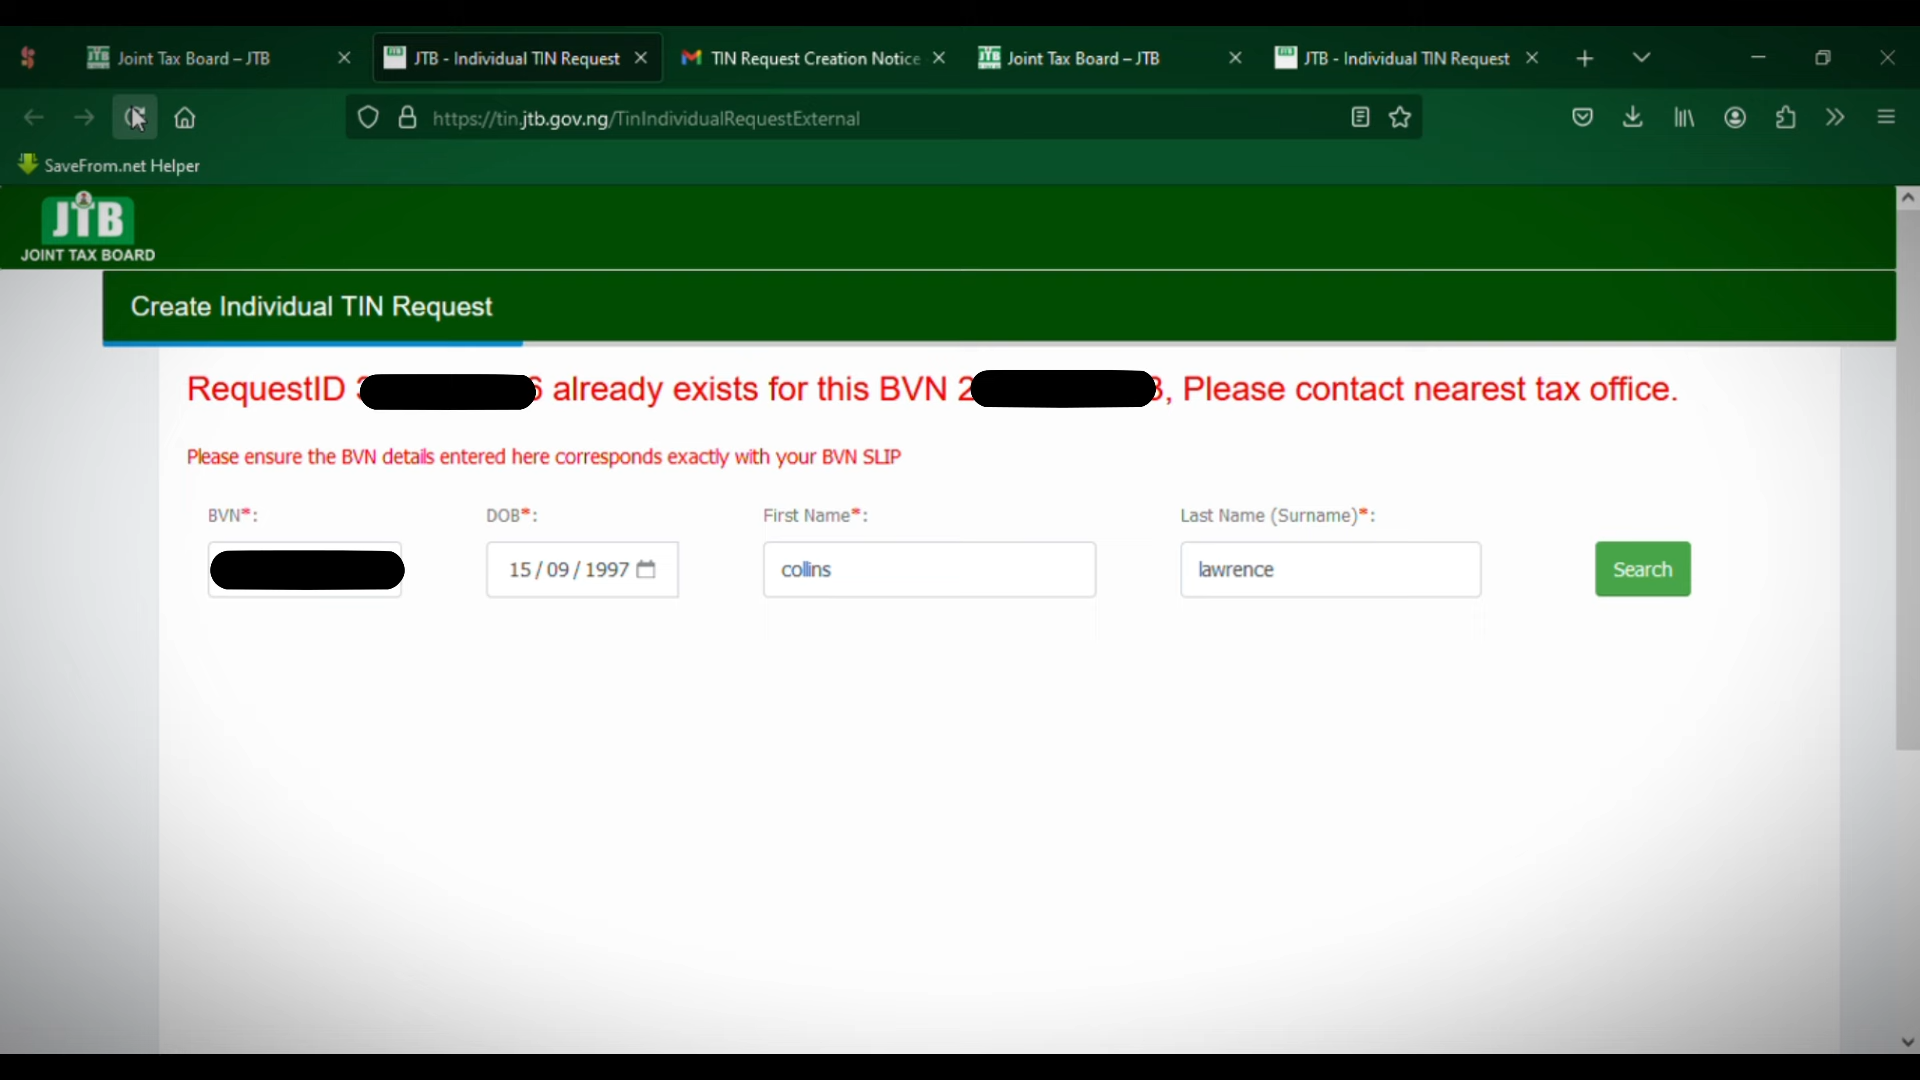 Joint Tax Board – JTB
JTB - Individual TIN Request
TIN Request Creation Notice
Joint Tax Board – JTB
JTB - Individual TIN Request
https://tin.jtb.gov.ng/TinIndividualRequestExternal
SaveFrom.net Helper
JTB
JOINT TAX BOARD
Create Individual TIN Request
RequestID already exists for this BVN 2 , Please contact nearest tax office.
Please ensure the BVN details entered here corresponds exactly with your BVN SLIP
BVN*: DOB*: First Name*: Last Name (Surname)*:
15 / 09 / 1997 collins lawrence Search